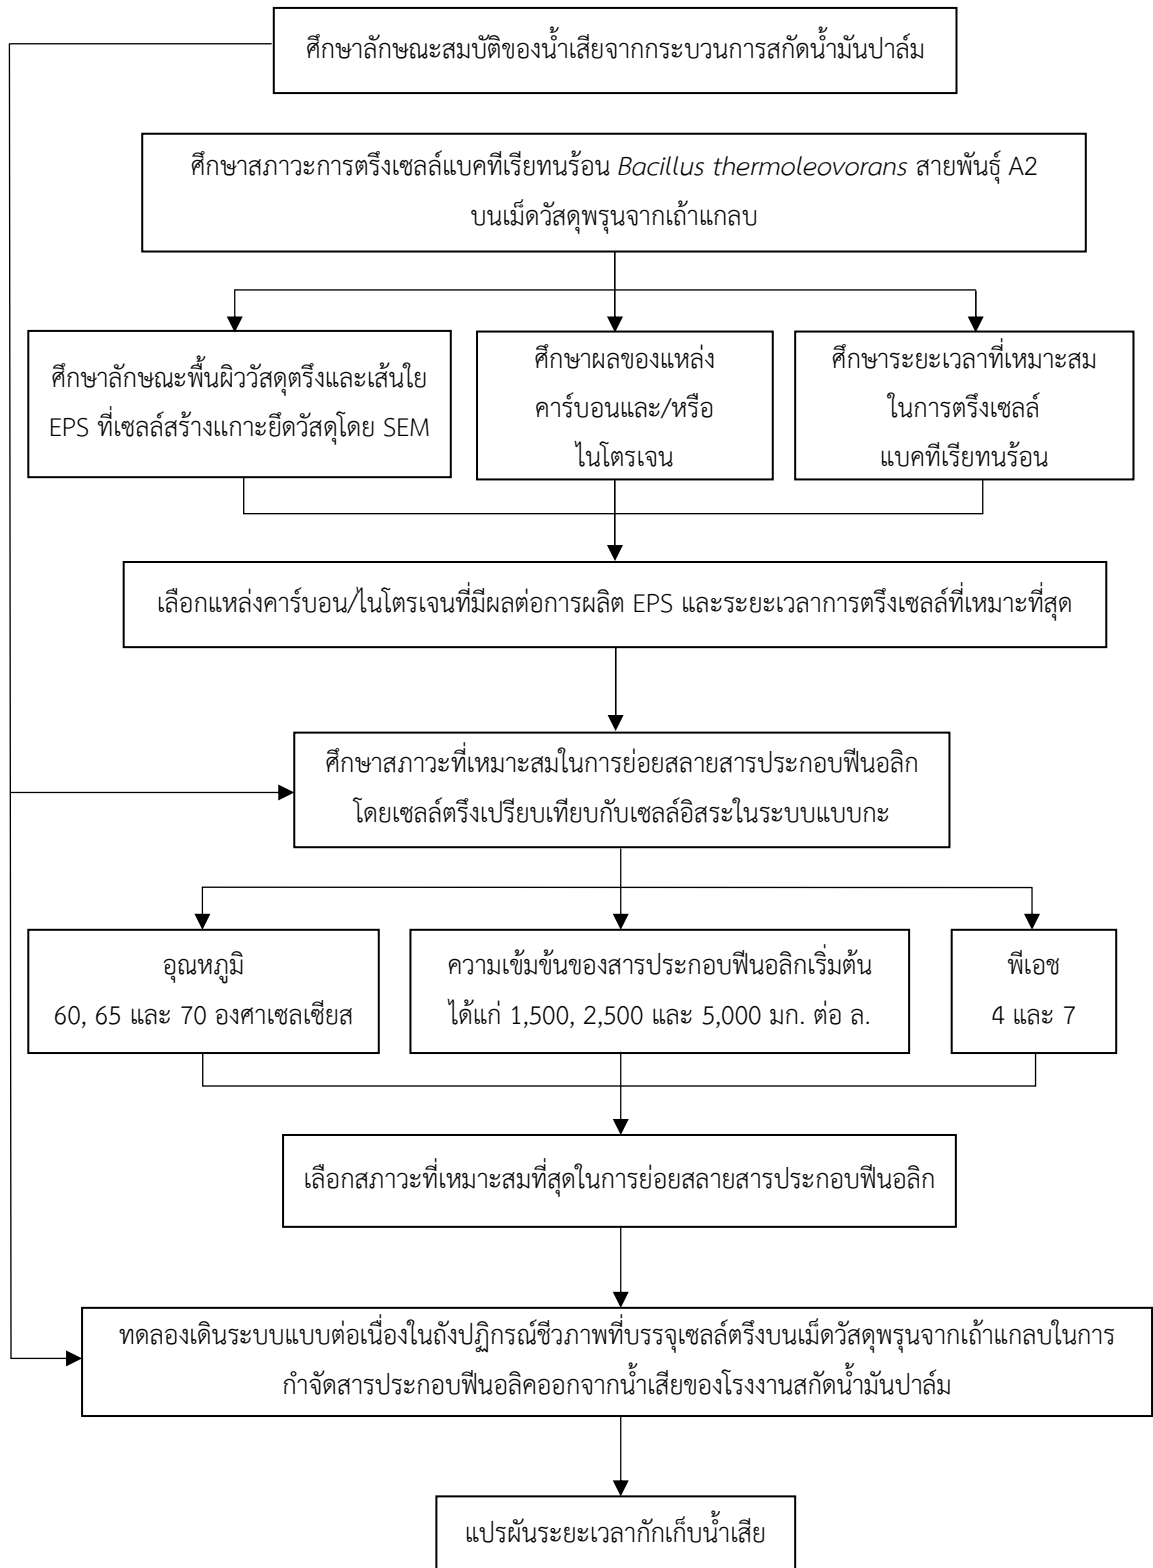 ศึกษาลักษณะสมบัติของน้ำเสียจากกระบวนการสกัดน้ำมันปาล์ม
ศึกษาสภาวะการตรึงเซลล์แบคทีเรียทนร้อน Bacillus thermoleovorans สายพันธุ์ A2
บนเม็ดวัสดุพรุนจากเถ้าแกลบ
ศึกษาลักษณะพื้นผิววัสดุตรึงและเส้นใย
EPS ที่เซลล์สร้างแกาะยึดวัสดุโดย SEM
ศึกษาผลของแหล่ง
คาร์บอนและ/หรือ
ไนโตรเจน
ศึกษาระยะเวลาที่เหมาะสม
ในการตรึงเซลล์
แบคทีเรียทนร้อน
เลือกแหล่งคาร์บอน/ไนโตรเจนที่มีผลต่อการผลิต EPS และระยะเวลาการตรึงเซลล์ที่เหมาะที่สุด
ศึกษาสภาวะที่เหมาะสมในการย่อยสลายสารประกอบฟีนอลิก
โดยเซลล์ตรึงเปรียบเทียบกับเซลล์อิสระในระบบแบบกะ
อุณหภูมิ
60, 65 และ 70 องศาเซลเซียส
ความเข้มข้นของสารประกอบฟีนอลิกเริ่มต้น
ได้แก่ 1,500, 2,500 และ 5,000 มก. ต่อ ล.
พีเอช
4 และ 7
เลือกสภาวะที่เหมาะสมที่สุดในการย่อยสลายสารประกอบฟีนอลิก
ทดลองเดินระบบแบบต่อเนื่องในถังปฏิกรณ์ชีวภาพที่บรรจุเซลล์ตรึงบนเม็ดวัสดุพรุนจากเถ้าแกลบในการ
กำจัดสารประกอบฟีนอลิคออกจากน้ำเสียของโรงงานสกัดน้ำมันปาล์ม
แปรผันระยะเวลากักเก็บน้ำเสีย